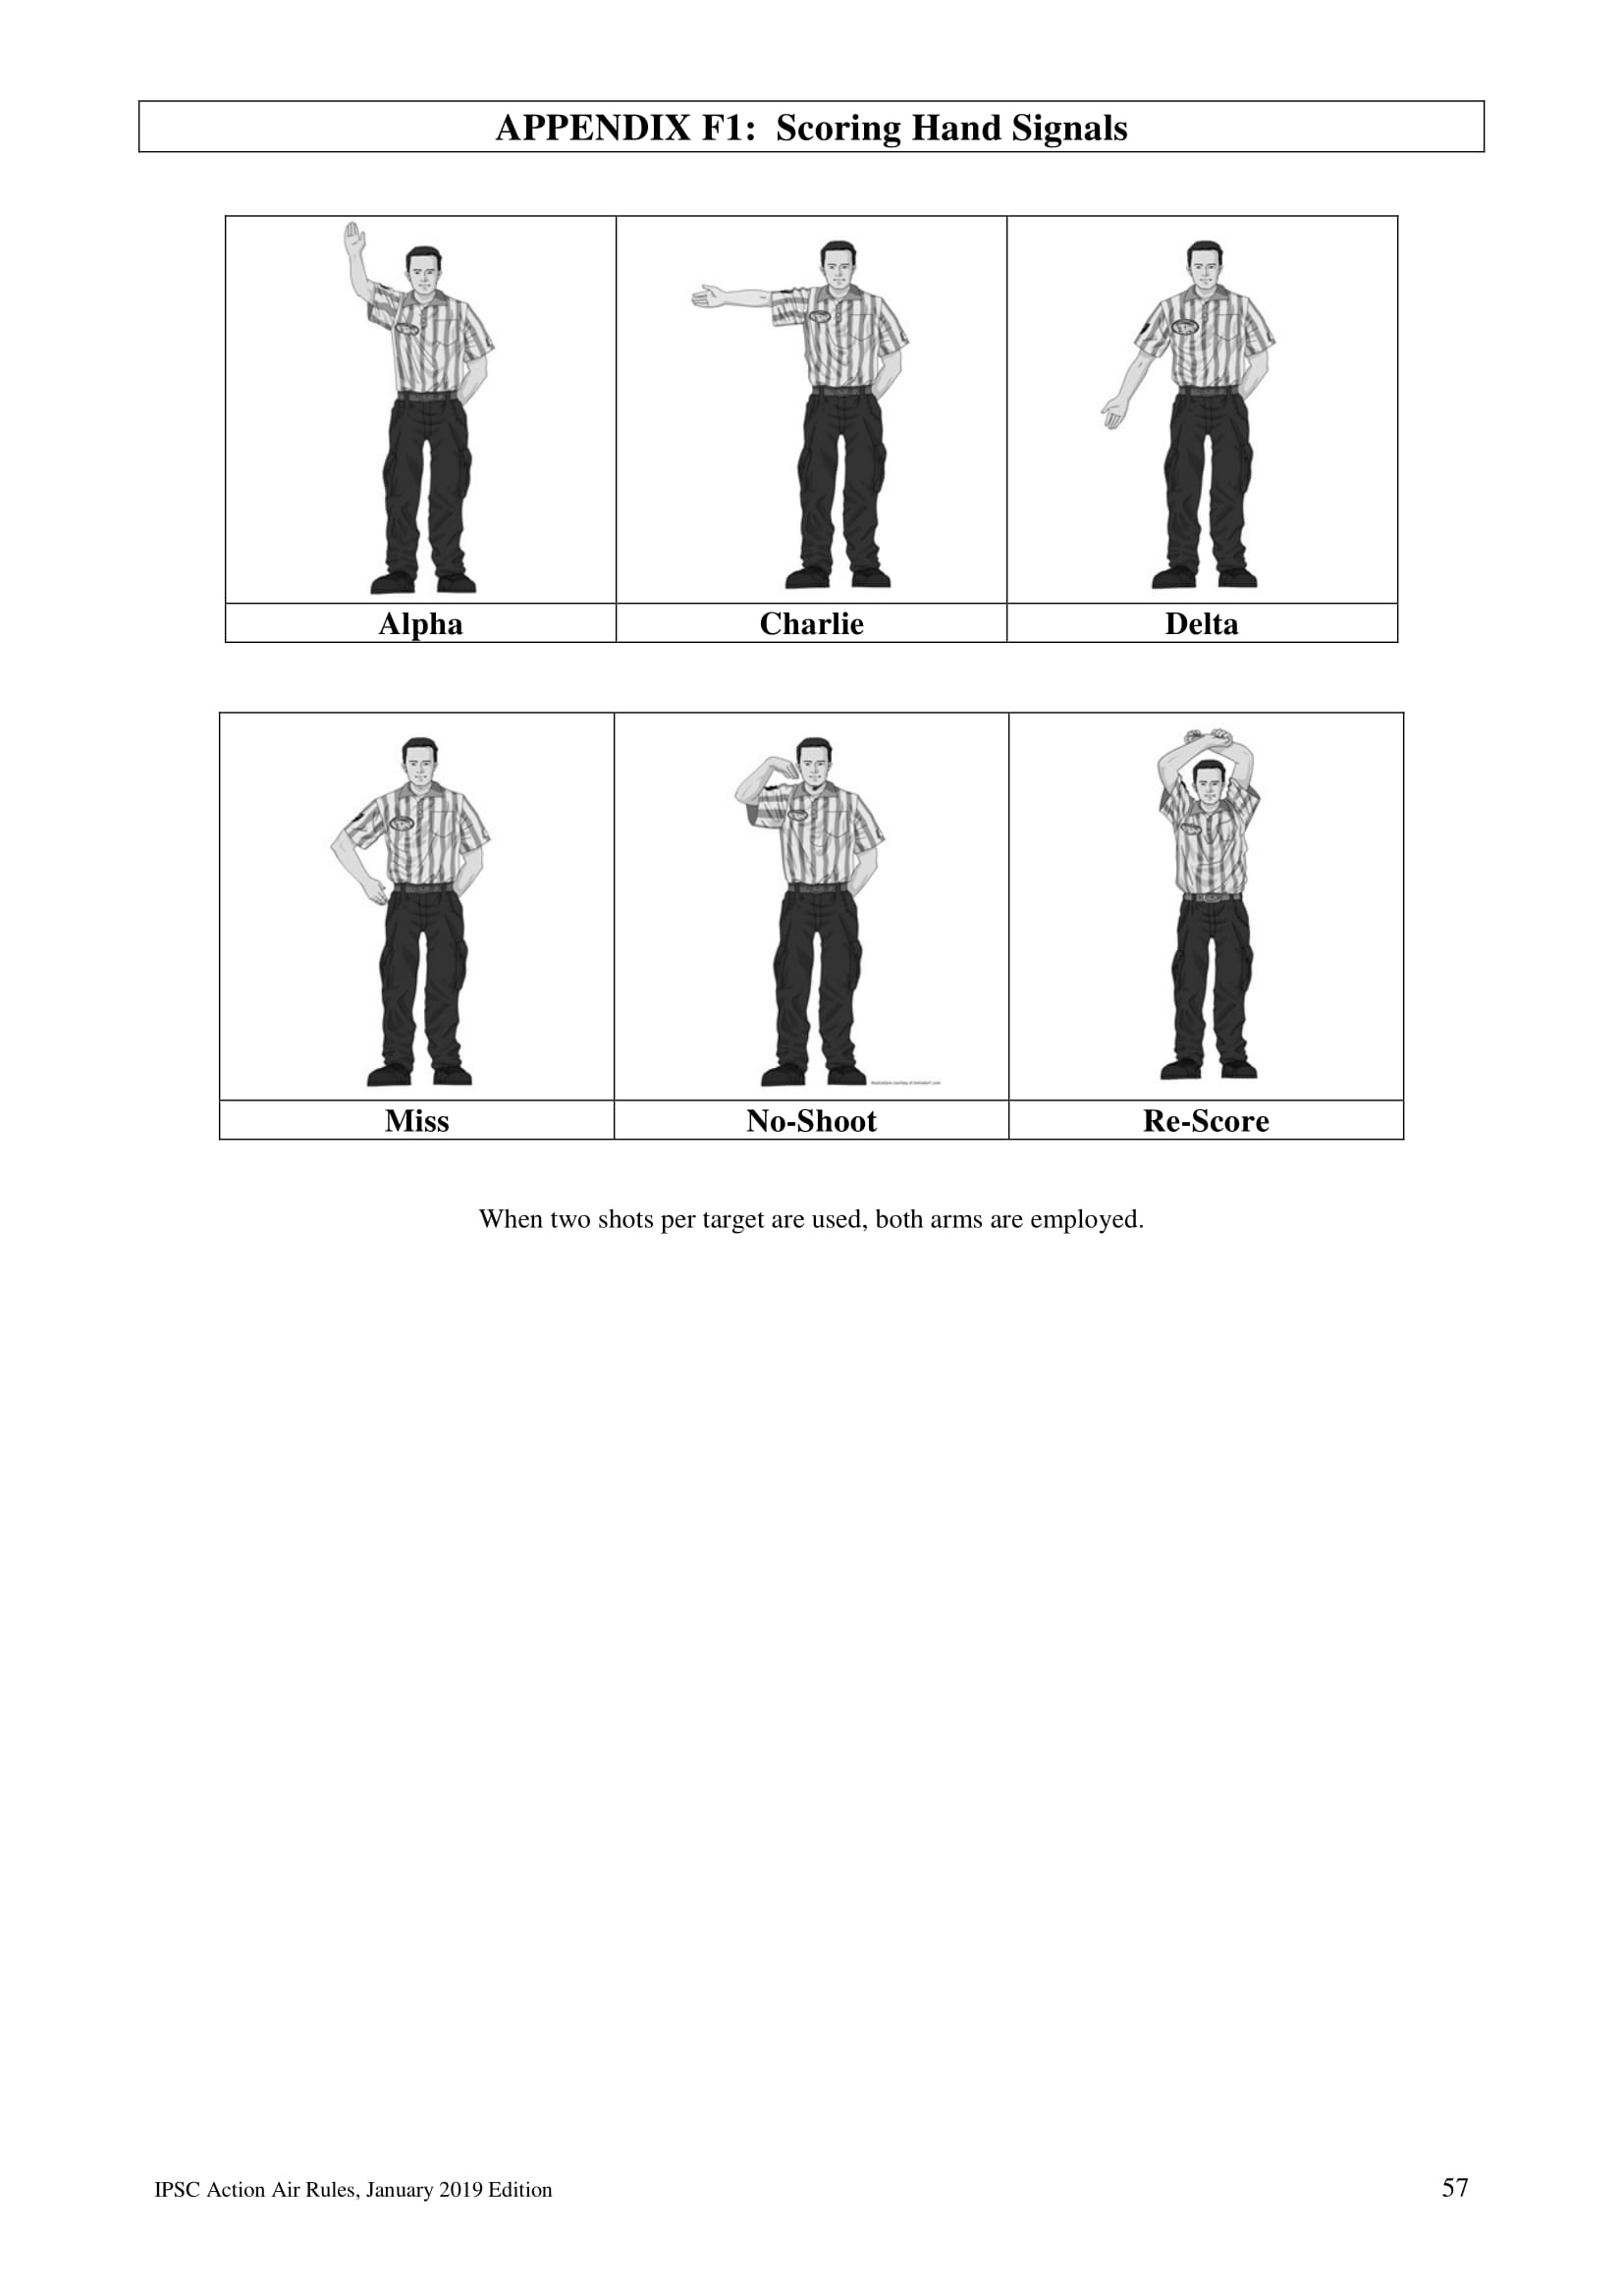 APPENDIX F1: Scoring Hand Signals
Alpha
Charlie
Delta
Miss
No-Shoot
Re-Score
When two shots per target are used, both arms are employed.
IPSC Action Air Rules, January 2019 Edition
57